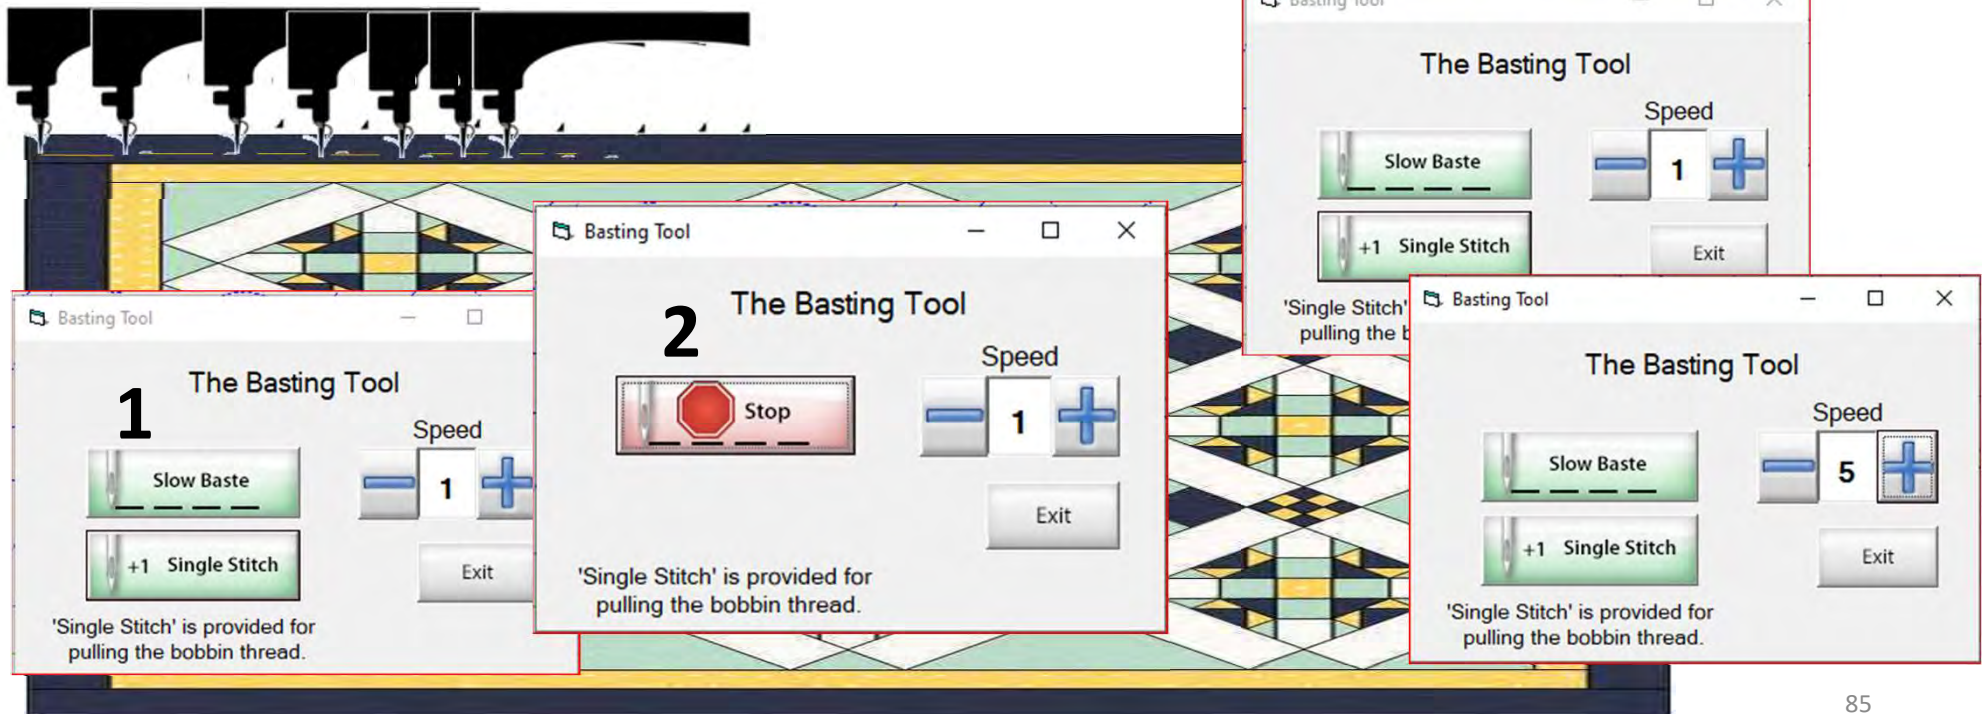 Basting Tool
The Basting Tool
Speed
Slow Baste
1
+1 Single Stitch
Exit
'Single Stitch'
pulling the b
1
Basting Tool
The Basting Tool
Speed
Slow Baste
1
+1 Single Stitch
Exit
'Single Stitch' is provided for
pulling the bobbin thread.
2
Basting Tool
The Basting Tool
Speed
Stop
1
Exit
'Single Stitch' is provided for
pulling the bobbin thread.
Basting Tool
The Basting Tool
Speed
Slow Baste
5
+1 Single Stitch
Exit
'Single Stitch' is provided for
pulling the bobbin thread.
85